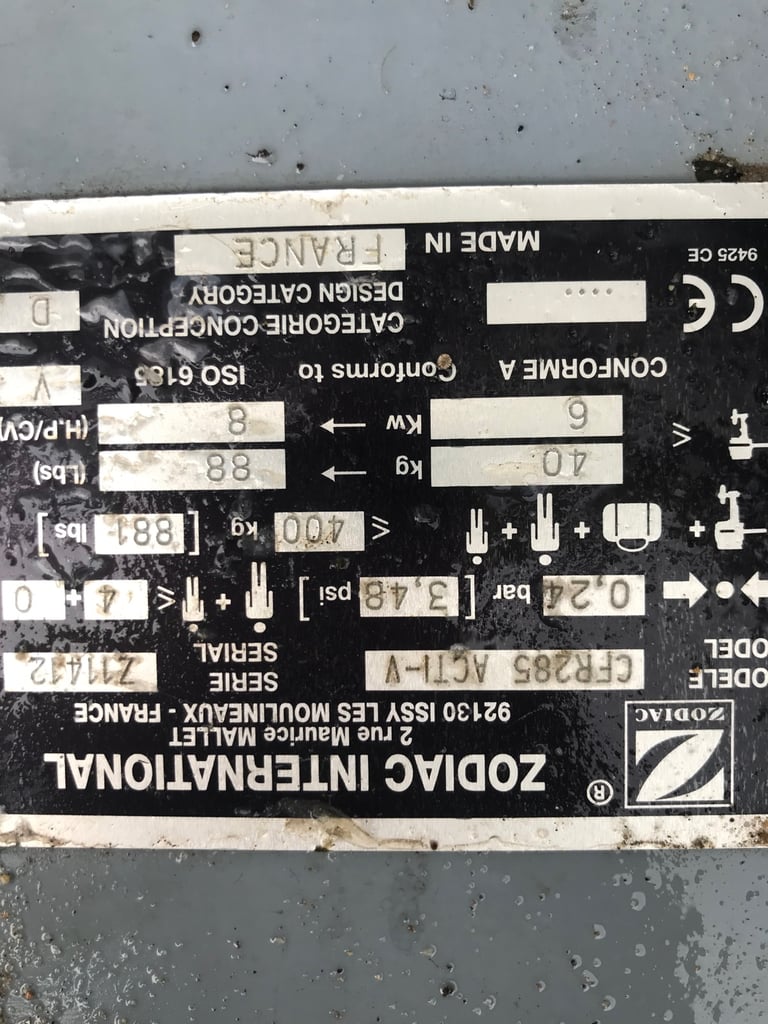 ZODIAC
ZODIAC INTERNATIONAL ®
2 rue Maurice MALLET
92130 ISSY LES MOULINEAUX - FRANCE
ODELE
ODEL
CFR285 ACTI-V
SERIE
SERIAL
Z11412
0,24 bar [ 3,48 psi ] + ≤ 4 + 0
+ + + ≤ 400 kg [ 881 lbs ]
≤ 40 kg → 88 (Lbs)
6 Kw → 8 (H.P/CV)
CONFORME A Conforms to ISO 6185 V
CE
9425 CE
....
CATEGORIE CONCEPTION
DESIGN CATEGORY
D
MADE IN FRANCE